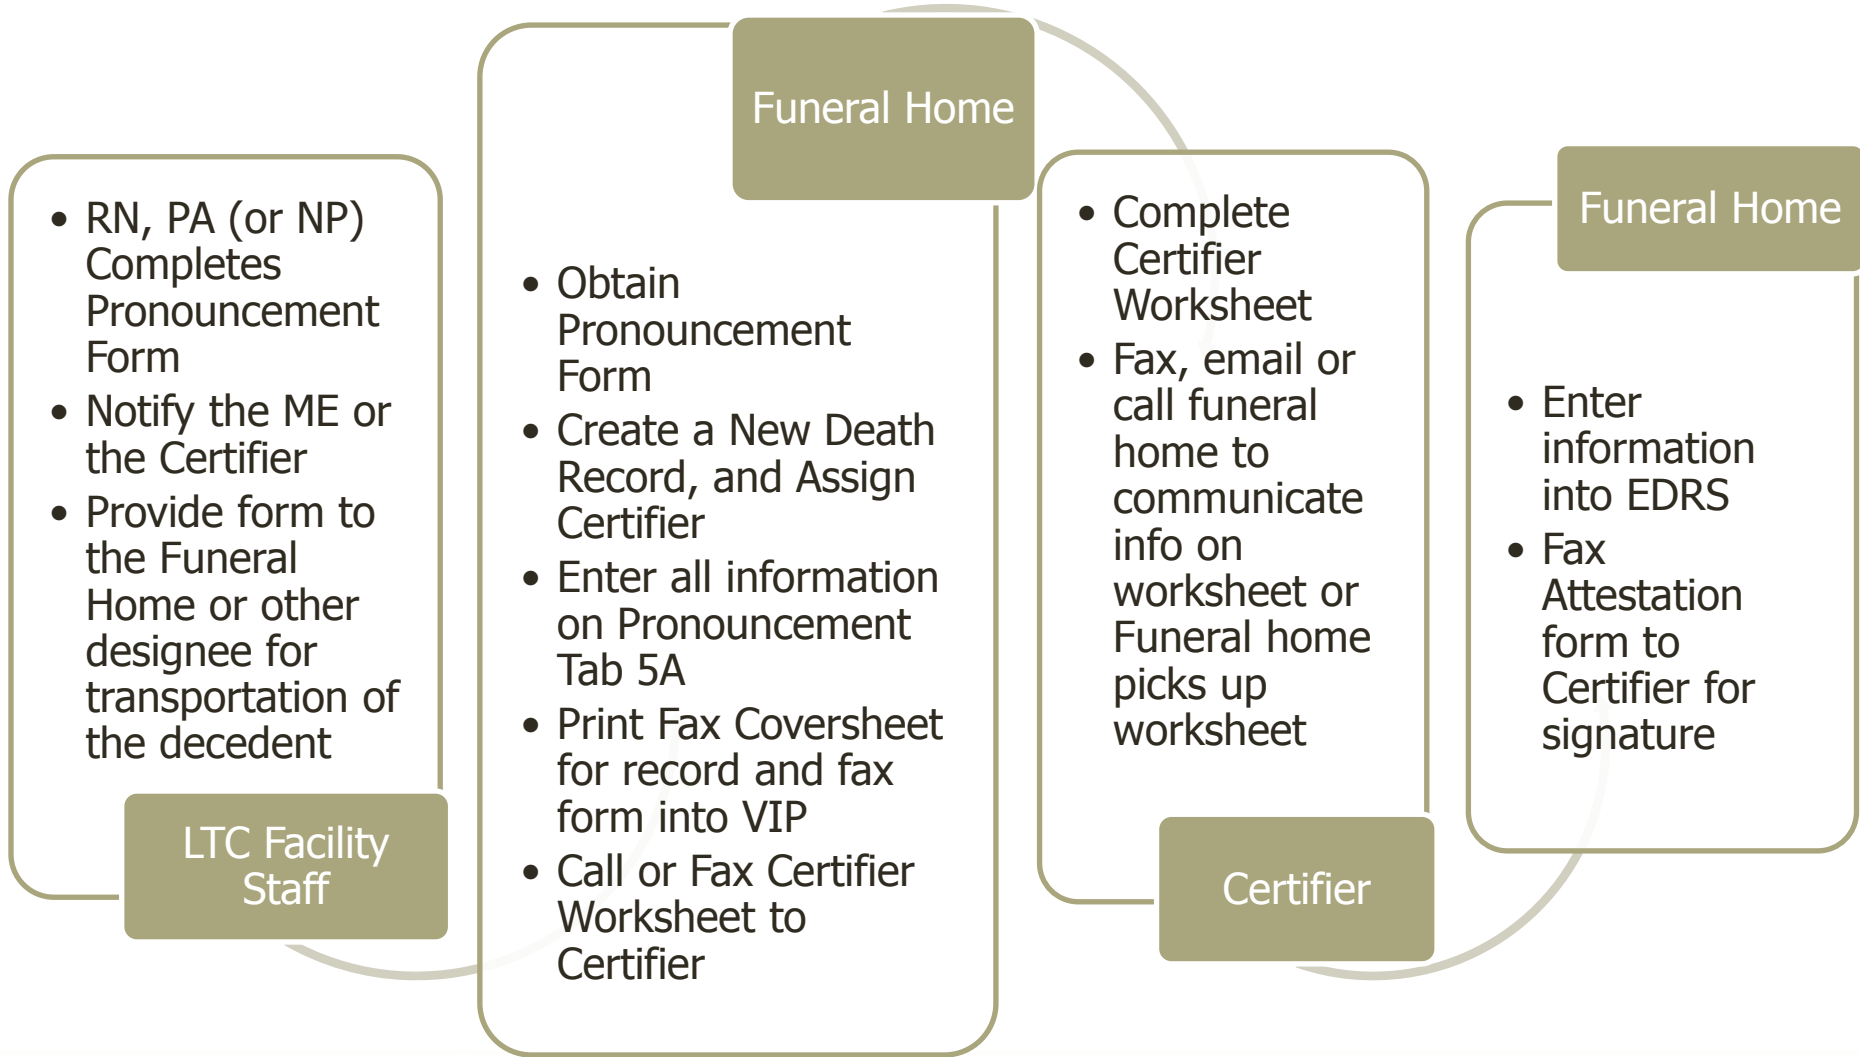 • RN, PA (or NP)
Completes
Pronouncement
Form
• Notify the ME or
the Certifier
• Provide form to
the Funeral
Home or other
designee for
transportation of
the decedent
LTC Facility
Staff
Funeral Home
• Obtain
Pronouncement
Form
• Create a New Death
Record, and Assign
Certifier
• Enter all information
on Pronouncement
Tab 5A
• Print Fax Coversheet
for record and fax
form into VIP
• Call or Fax Certifier
Worksheet to
Certifier
• Complete
Certifier
Worksheet
• Fax, email or
call funeral
home to
communicate
info on
worksheet or
Funeral home
picks up
worksheet
Certifier
Funeral Home
• Enter
information
into EDRS
• Fax
Attestation
form to
Certifier for
signature